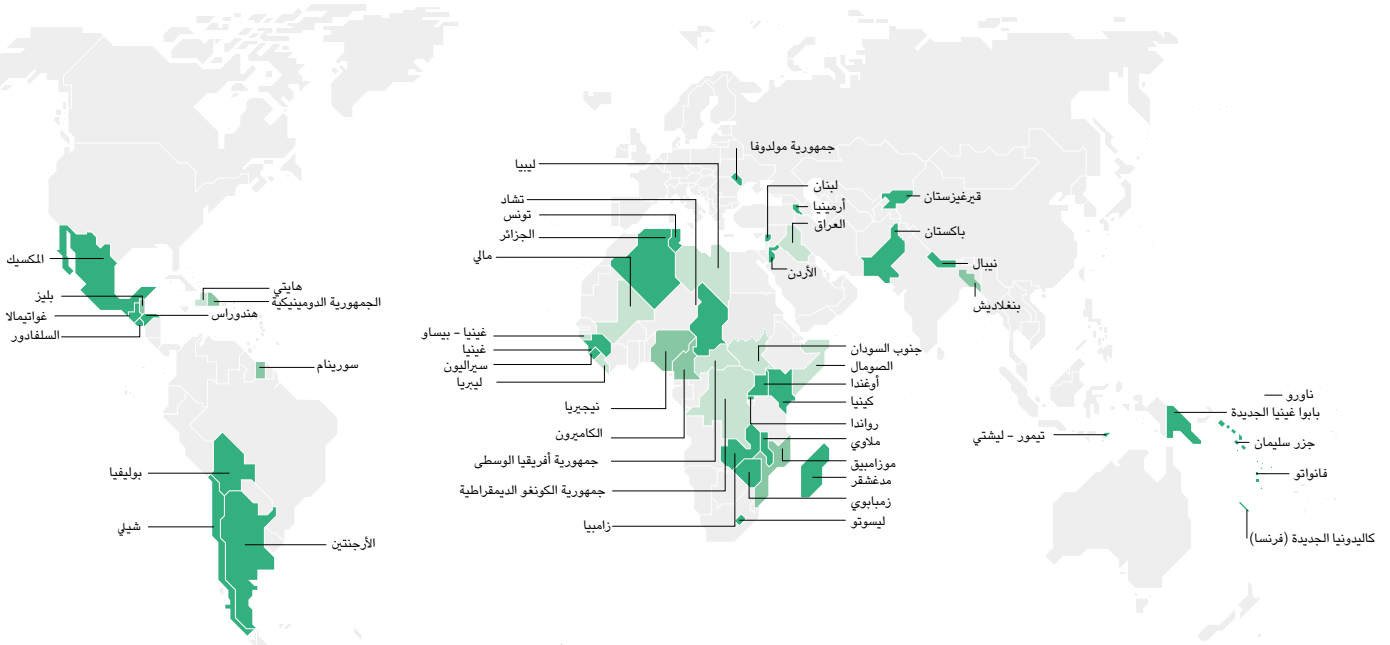 المكسيك
بليز
غواتيمالا
السلفادور
هايتي
الجمهورية الدومينيكية
هندوراس
سورينام
بوليفيا
شيلي
الأرجنتين
ليبيا
تشاد
تونس
الجزائر
مالي
غينيا – بيساو
غينيا
سيراليون
ليبريا
نيجيريا
الكاميرون
جمهورية أفريقيا الوسطى
جمهورية الكونغو الديمقراطية
زامبيا
جمهورية مولدوفا
لبنان
أرمينيا
العراق
الأردن
قيرغيزستان
باكستان
نيبال
بنغلاديش
جنوب السودان
الصومال
أوغندا
كينيا
رواندا
ملاوي
موزامبيق
مدغشقر
زمبابوي
ليسوتو
تيمور – ليشتي
ناورو
بابوا غينيا الجديدة
جزر سليمان
فانواتو
كاليدونيا الجديدة (فرنسا)